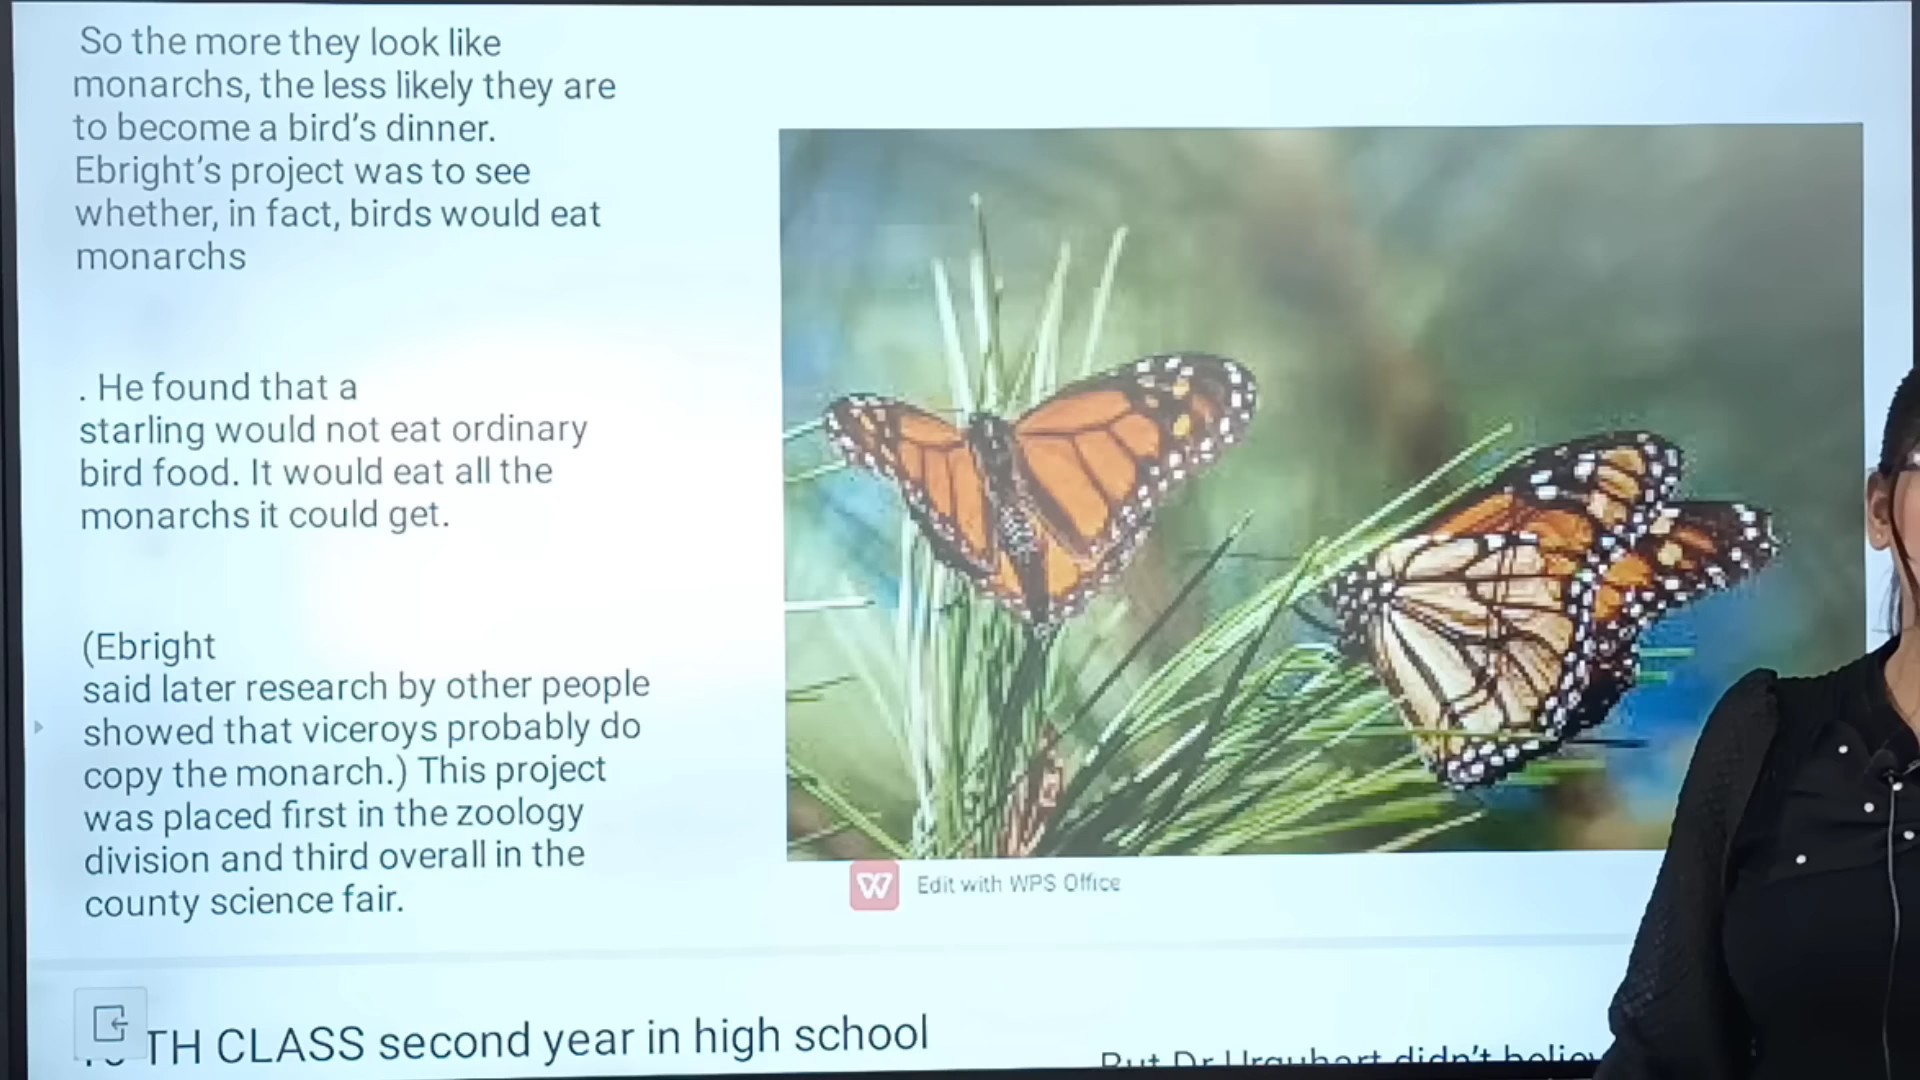 So the more they look like
monarchs, the less likely they are
to become a bird's dinner.
Ebright's project was to see
whether, in fact, birds would eat
monarchs
. He found that a
starling would not eat ordinary
bird food. It would eat all the
monarchs it could get.
(Ebright
said later research by other people
showed that viceroys probably do
copy the monarch.) This project
was placed first in the zoology
division and third overall in the
county science fair.
Edit with WPS Office
TH CLASS second year in high school
But Dr Urquhart didn't